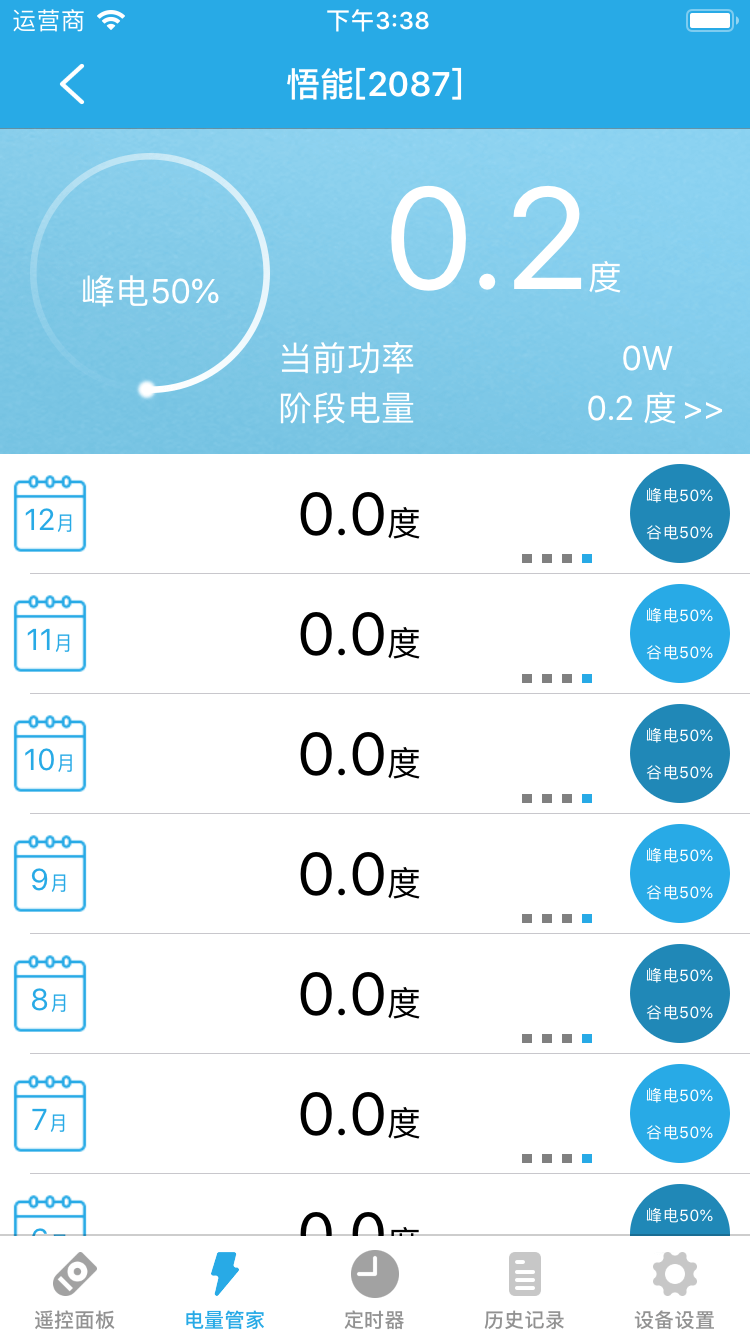 运营商 下午3:38
悟能[2087]
峰电50%
0.2度
当前功率 0W
阶段电量 0.2 度 >>
12月 0.0度 峰电50%
谷电50%
11月 0.0度 峰电50%
谷电50%
10月 0.0度 峰电50%
谷电50%
9月 0.0度 峰电50%
谷电50%
8月 0.0度 峰电50%
谷电50%
7月 0.0度 峰电50%
谷电50%
0.0度 峰电50%
遥控面板 电量管家 定时器 历史记录 设备设置